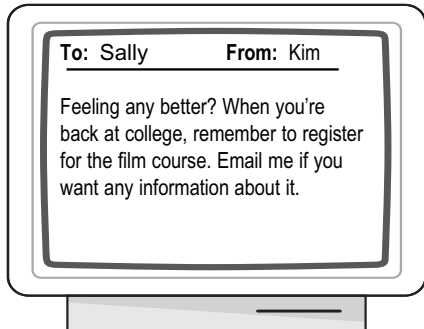 To: Sally From: Kim
Feeling any better? When you're
back at college, remember to register
for the film course. Email me if you
want any information about it.